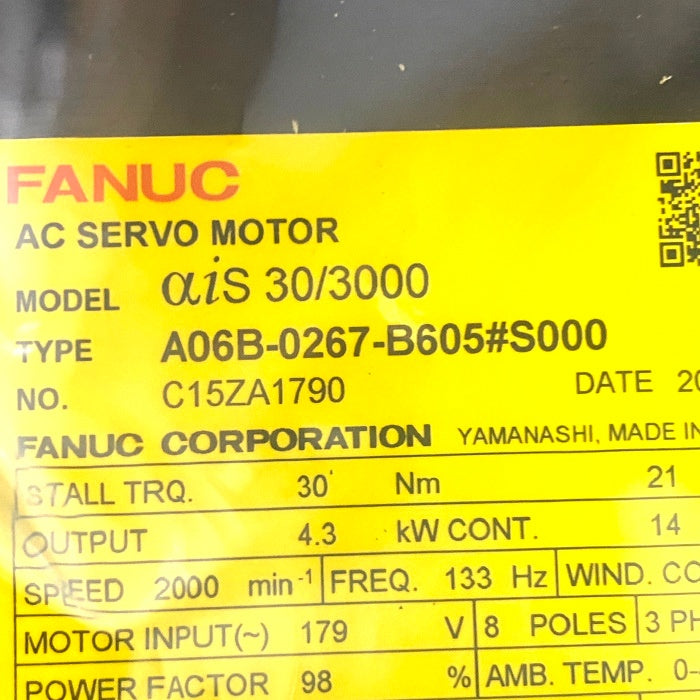 FANUC
AC SERVO MOTOR
MODEL αiS 30/3000
TYPE A06B-0267-B605#S000
NO. C15ZA1790 DATE
FANUC CORPORATION YAMANASHI, MADE
STALL TRQ. 30 Nm 21
OUTPUT 4.3 kW CONT. 14
SPEED 2000 min⁻¹ FREQ. 133 Hz WIND.
MOTOR INPUT(~) 179 V 8 POLES 3
POWER FACTOR 98 % AMB. TEMP.